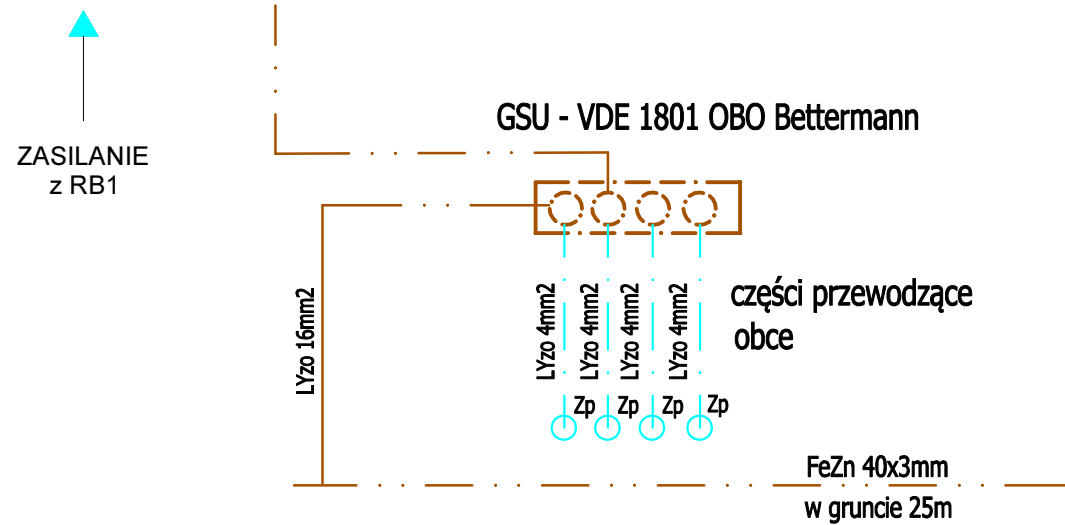 GSU - VDE 1801 OBO Bettermann
ZASILANIE
z RB1
LYzo 16mm2
LYzo 4mm2
LYzo 4mm2
LYzo 4mm2
LYzo 4mm2
części przewodzące
obce
Zp
Zp
Zp
Zp
FeZn 40x3mm
w gruncie 25m